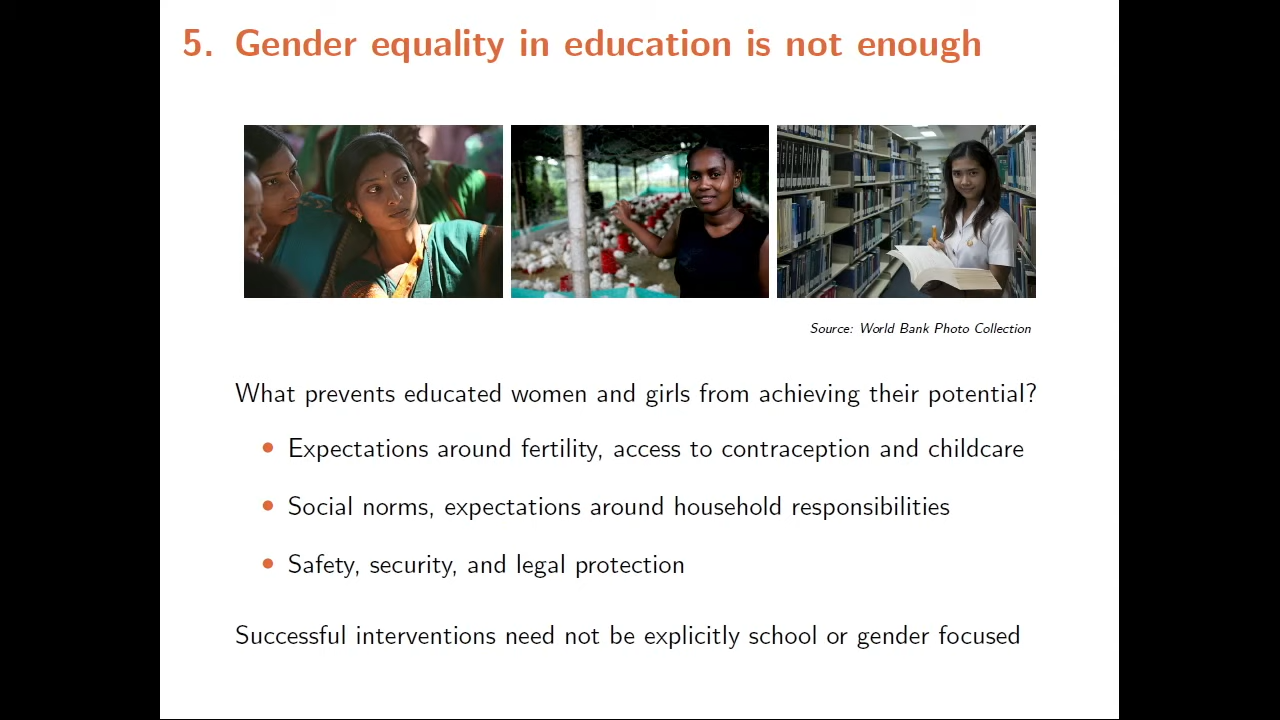 5. Gender equality in education is not enough
Source: World Bank Photo Collection
What prevents educated women and girls from achieving their potential?
• Expectations around fertility, access to contraception and childcare
• Social norms, expectations around household responsibilities
• Safety, security, and legal protection
Successful interventions need not be explicitly school or gender focused